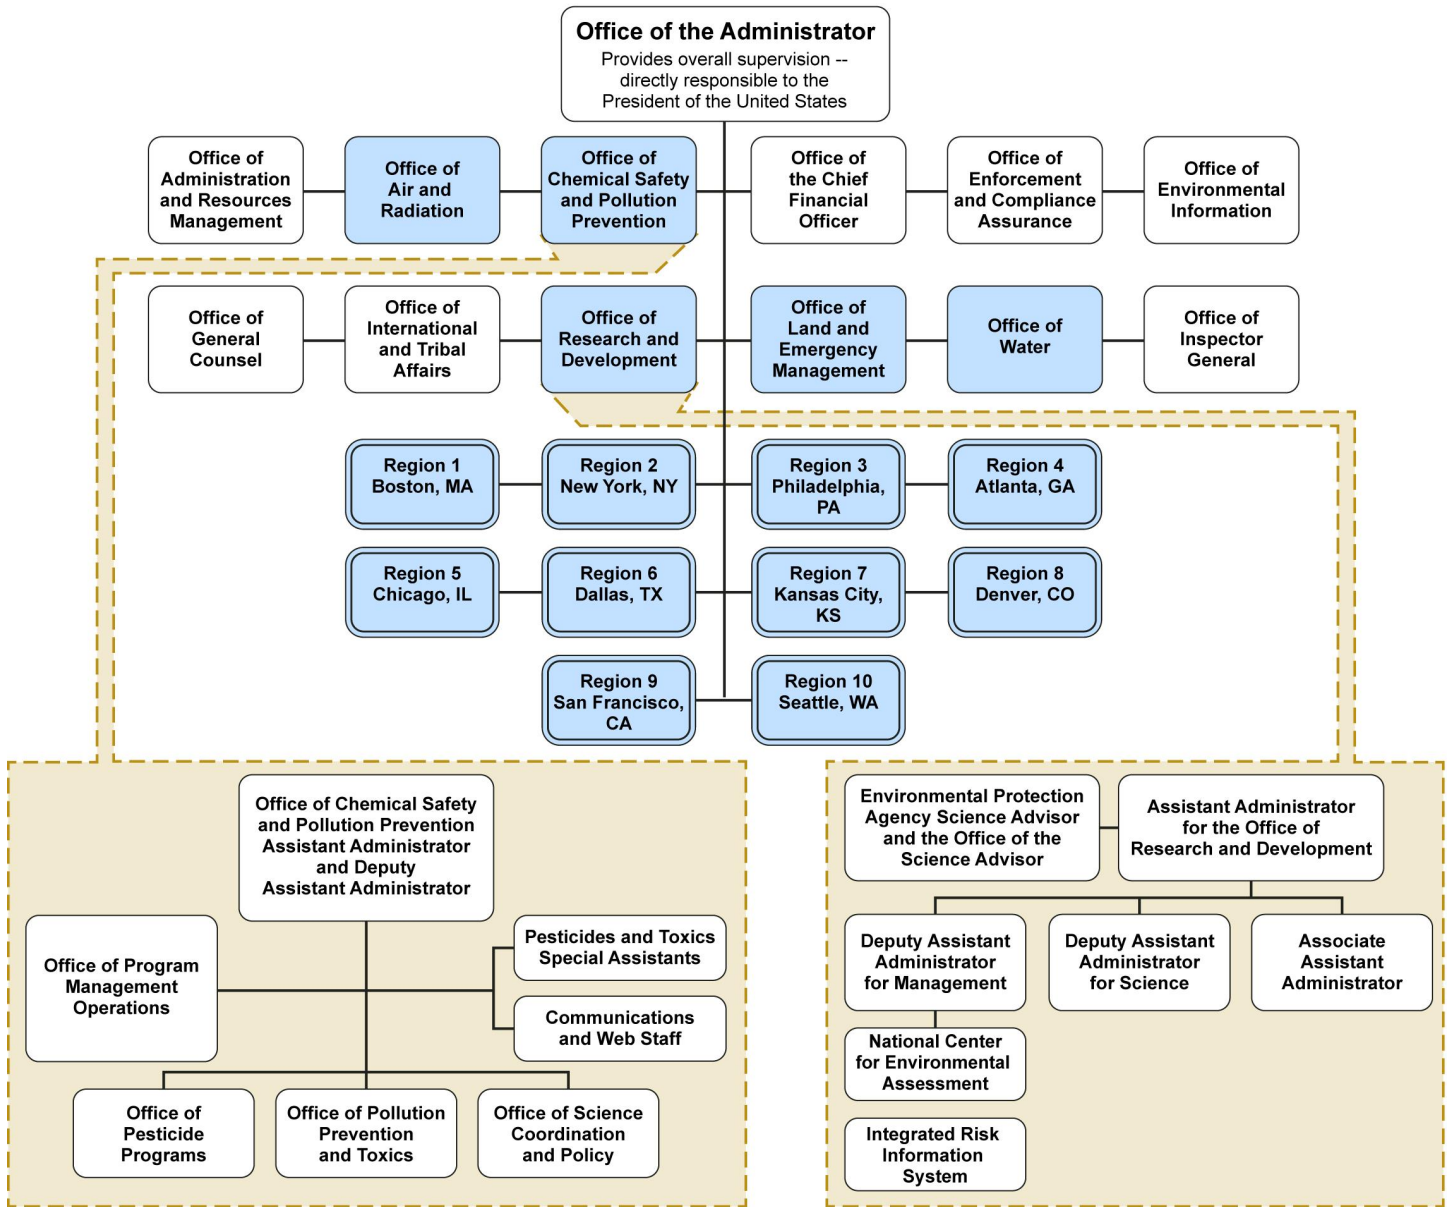 Office of the Administrator
Provides overall supervision --
directly responsible to the
President of the United States
Office of
Administration
and Resources
Management
Office of
Air and
Radiation
Office of
Chemical Safety
and Pollution
Prevention
Office of
the Chief
Financial
Officer
Office of
Enforcement
and Compliance
Assurance
Office of
Environmental
Information
Office of
General
Counsel
Office of
International
and Tribal
Affairs
Office of
Research and
Development
Office of
Land and
Emergency
Management
Office of
Water
Office of
Inspector
General
Region 1
Boston, MA
Region 2
New York, NY
Region 3
Philadelphia,
PA
Region 4
Atlanta, GA
Region 5
Chicago, IL
Region 6
Dallas, TX
Region 7
Kansas City,
KS
Region 8
Denver, CO
Region 9
San Francisco,
CA
Region 10
Seattle, WA
Office of Chemical Safety
and Pollution Prevention
Assistant Administrator
and Deputy
Assistant Administrator
Office of Program
Management
Operations
Pesticides and Toxics
Special Assistants
Communications
and Web Staff
Office of
Pesticide
Programs
Office of Pollution
Prevention
and Toxics
Office of Science
Coordination
and Policy
Environmental Protection
Agency Science Advisor
and the Office of the
Science Advisor
Assistant Administrator
for the Office of
Research and Development
Deputy Assistant
Administrator
for Management
Deputy Assistant
Administrator
for Science
Associate
Assistant
Administrator
National Center
for Environmental
Assessment
Integrated Risk
Information
System